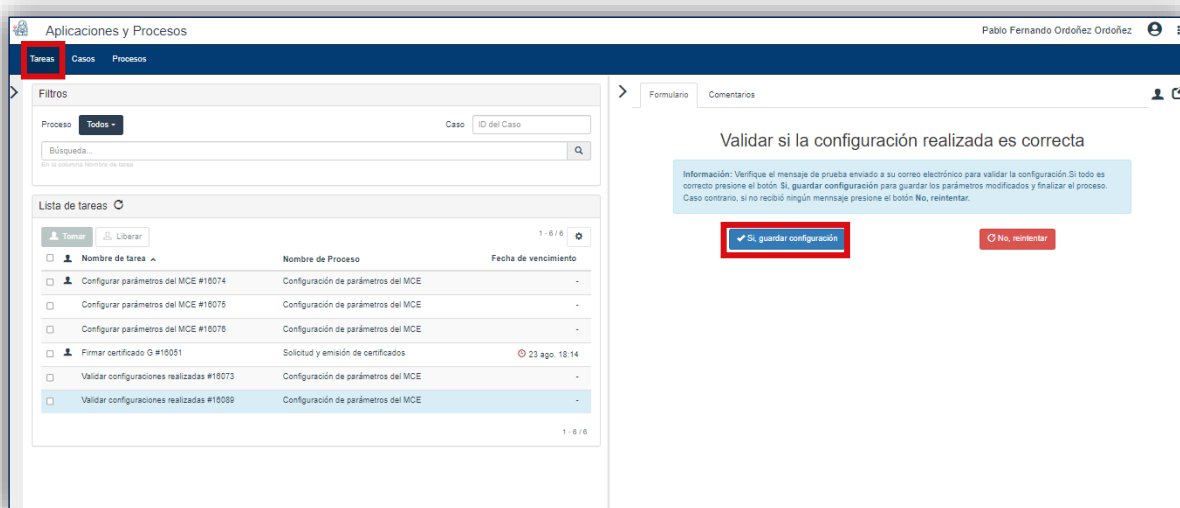 Aplicaciones y Procesos
Pablo Fernando Ordoñez Ordoñez
Tareas Casos Procesos
Filtros
Proceso Todos Caso ID del Caso
Búsqueda...
En la columna Nombre de tarea
Lista de tareas
Tomar Liberar 1 - 6 / 6
Nombre de tarea Nombre de Proceso Fecha de vencimiento
Configurar parámetros del MCE #16074 Configuración de parámetros del MCE -
Configurar parámetros del MCE #16075 Configuración de parámetros del MCE -
Configurar parámetros del MCE #16076 Configuración de parámetros del MCE -
Firmar certificado G #16051 Solicitud y emisión de certificados 23 ago. 18:14
Validar configuraciones realizadas #16073 Configuración de parámetros del MCE -
Validar configuraciones realizadas #16089 Configuración de parámetros del MCE -
1 - 6 / 6
Formulario Comentarios
Validar si la configuración realizada es correcta
Información: Verifique el mensaje de prueba enviado a su correo electrónico para validar la configuración.Si todo es
correcto presione el botón Si, guardar configuración para guardar los parámetros modificados y finalizar el proceso.
Caso contrario, si no recibió ningún mennsaje presione el botón No, reintentar.
Si, guardar configuración No, reintentar